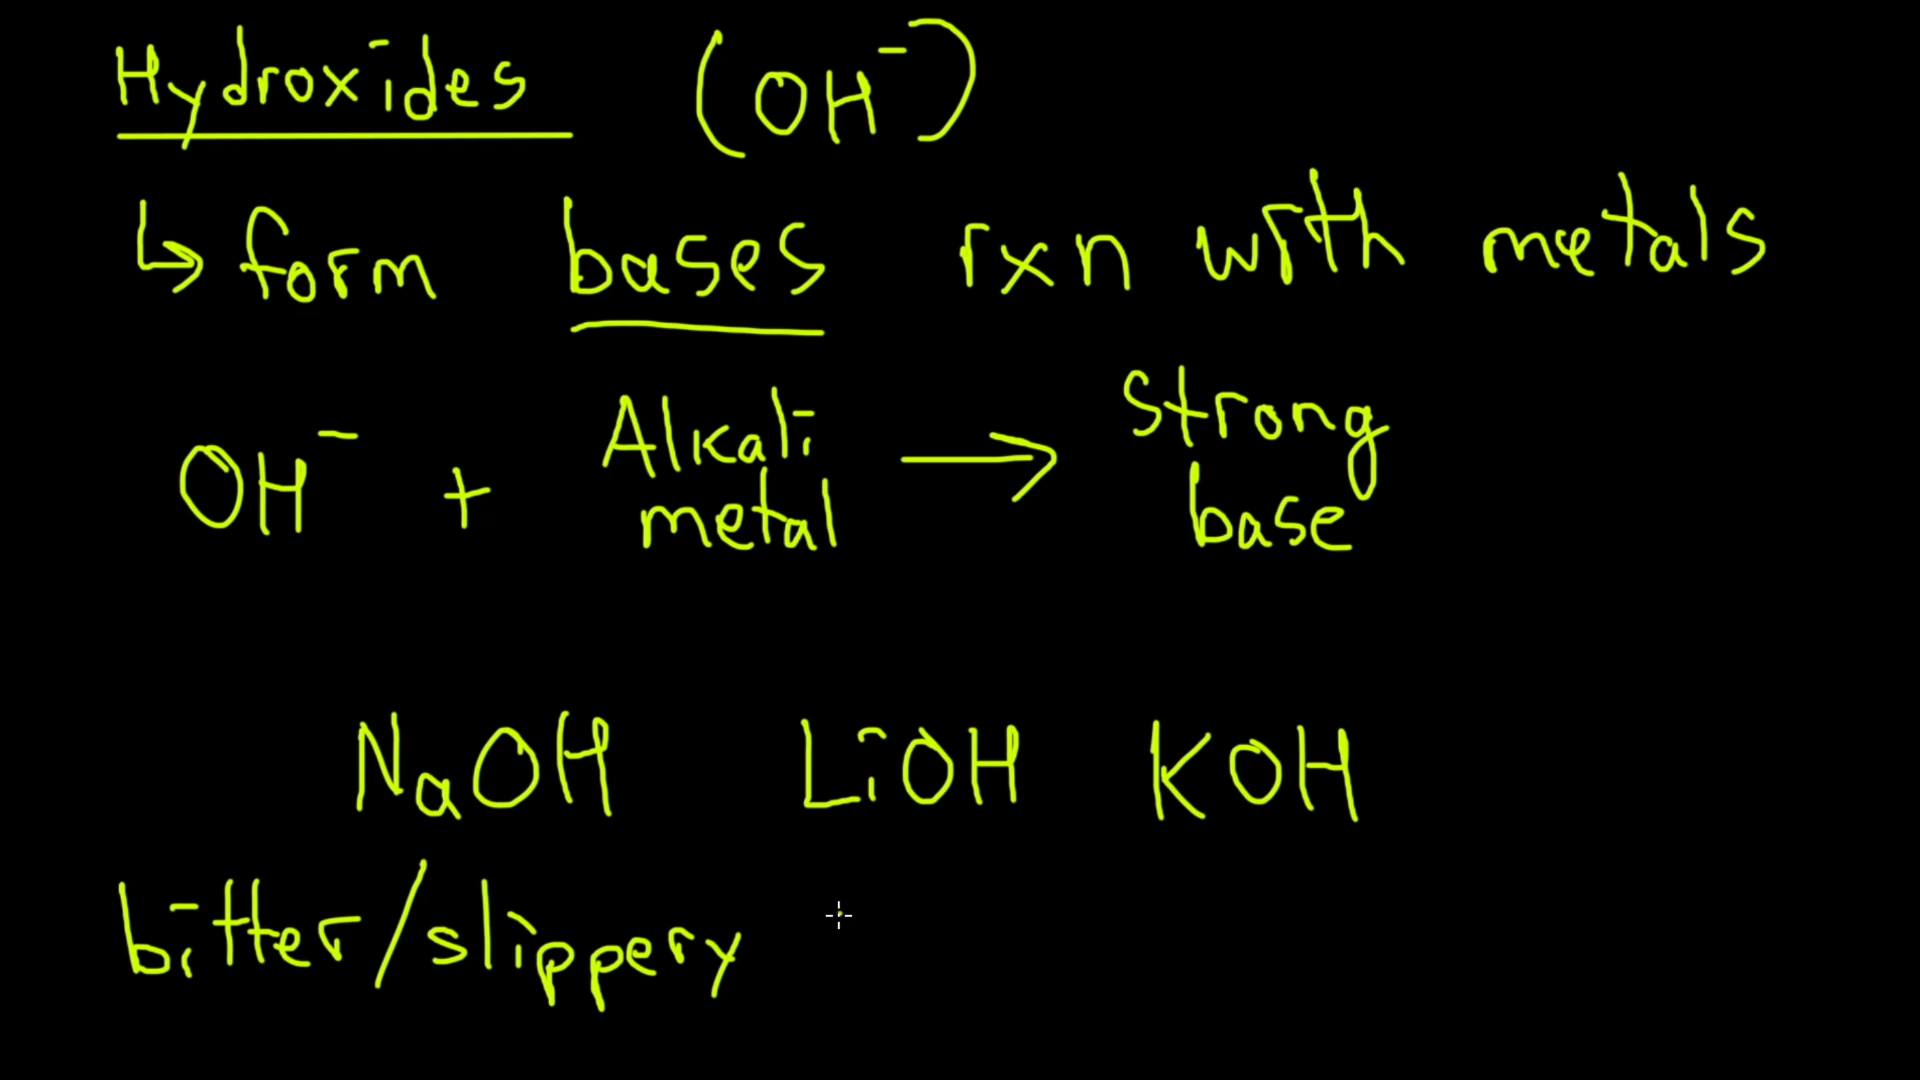 Hydroxides (OH⁻)
↳ form bases rxn with metals
OH⁻ + Alkali metal → strong base
NaOH LiOH KOH
bitter/slippery